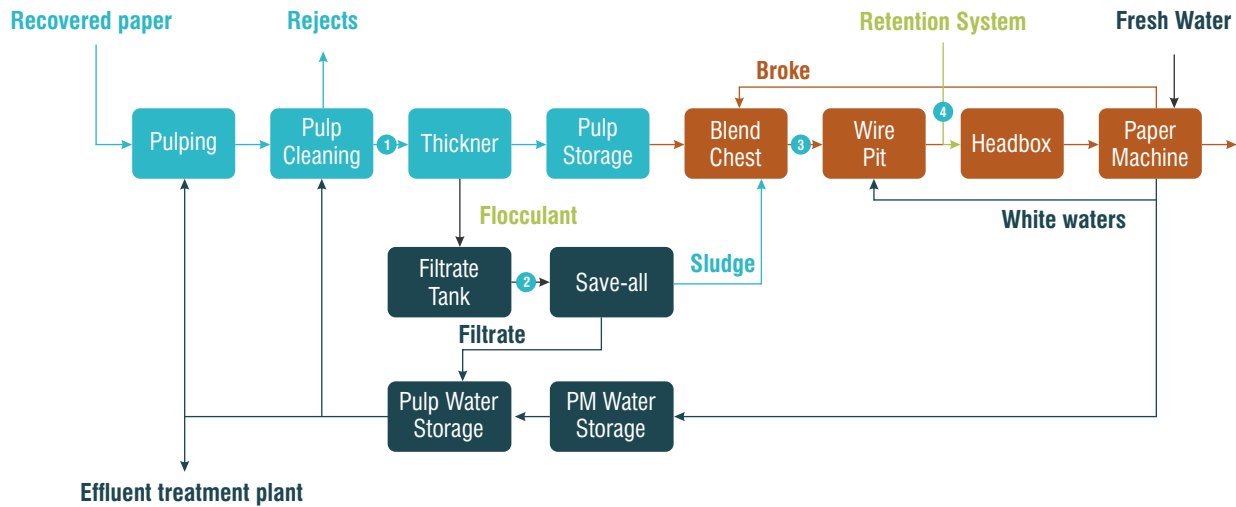 Recovered paper
Rejects
Retention System
Fresh Water
Broke
Pulping
Pulp
Cleaning
1
Thickner
Pulp
Storage
Blend
Chest
3
Wire
Pit
4
Headbox
Paper
Machine
Flocculant
White waters
Filtrate
Tank
2
Save-all
Sludge
Filtrate
Pulp Water
Storage
PM Water
Storage
Effluent treatment plant